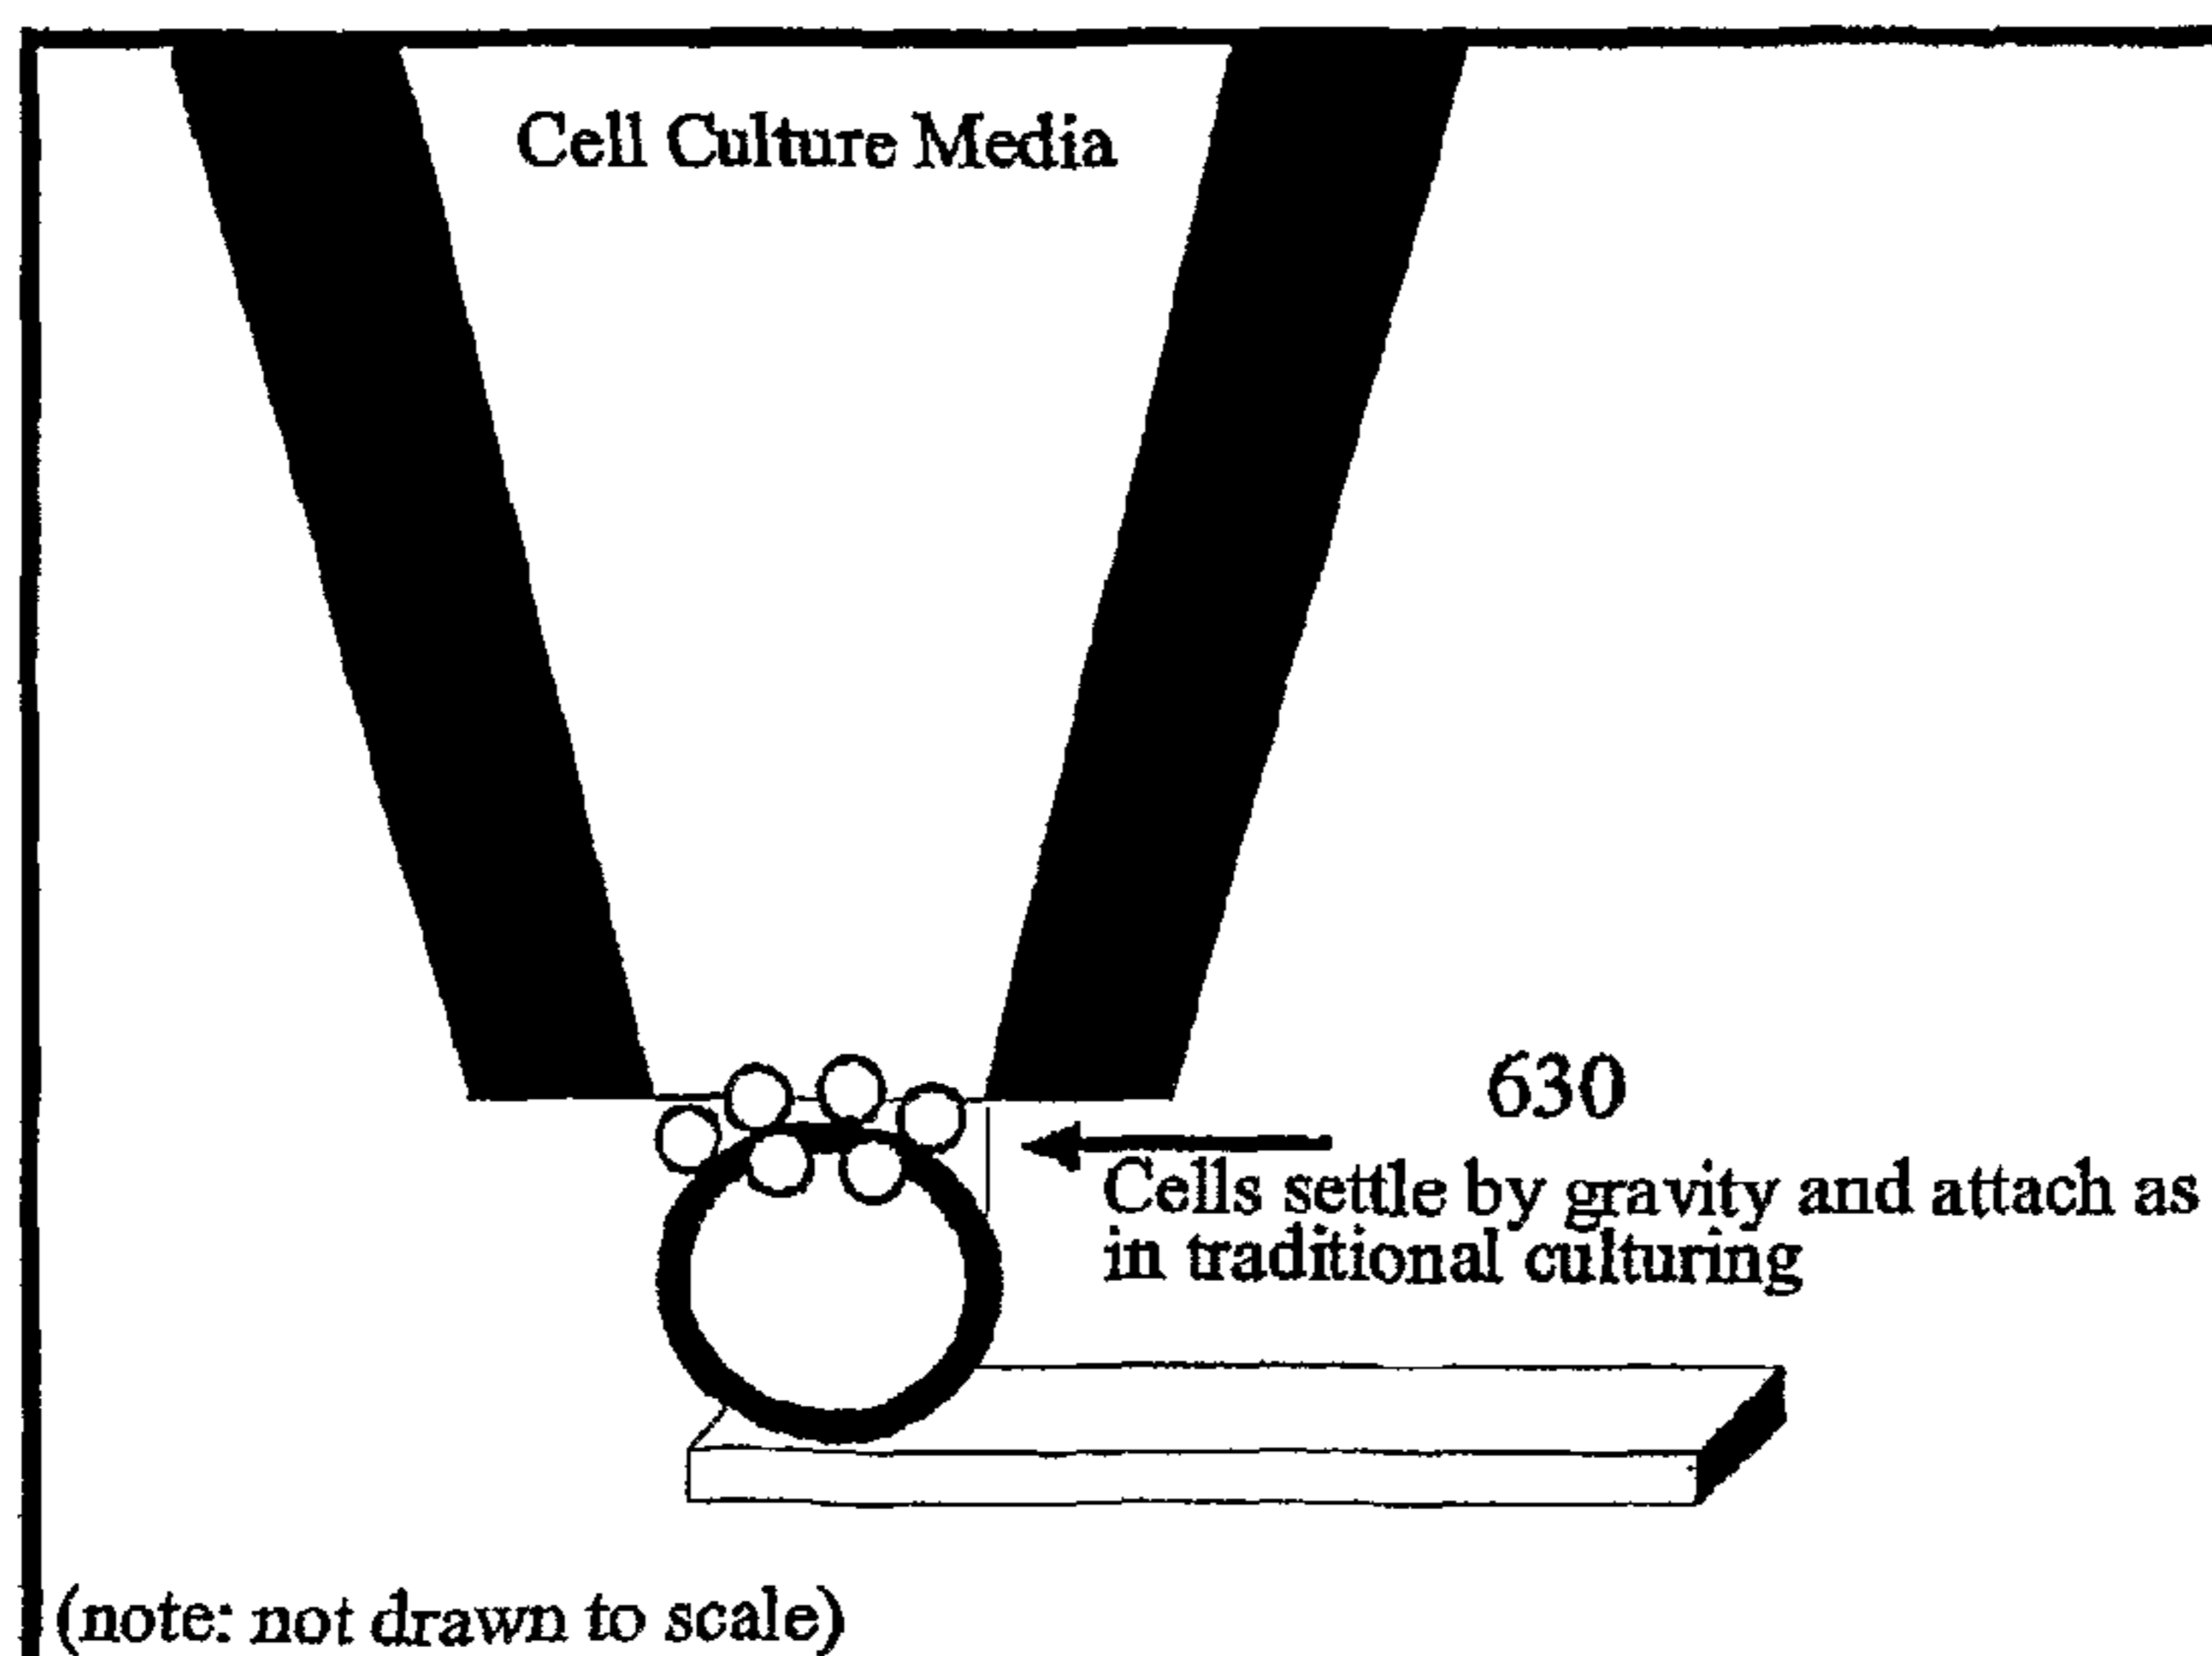 Cell Culture Media
630
Cells settle by gravity and attach as
in traditional culturing
(note: not drawn to scale)